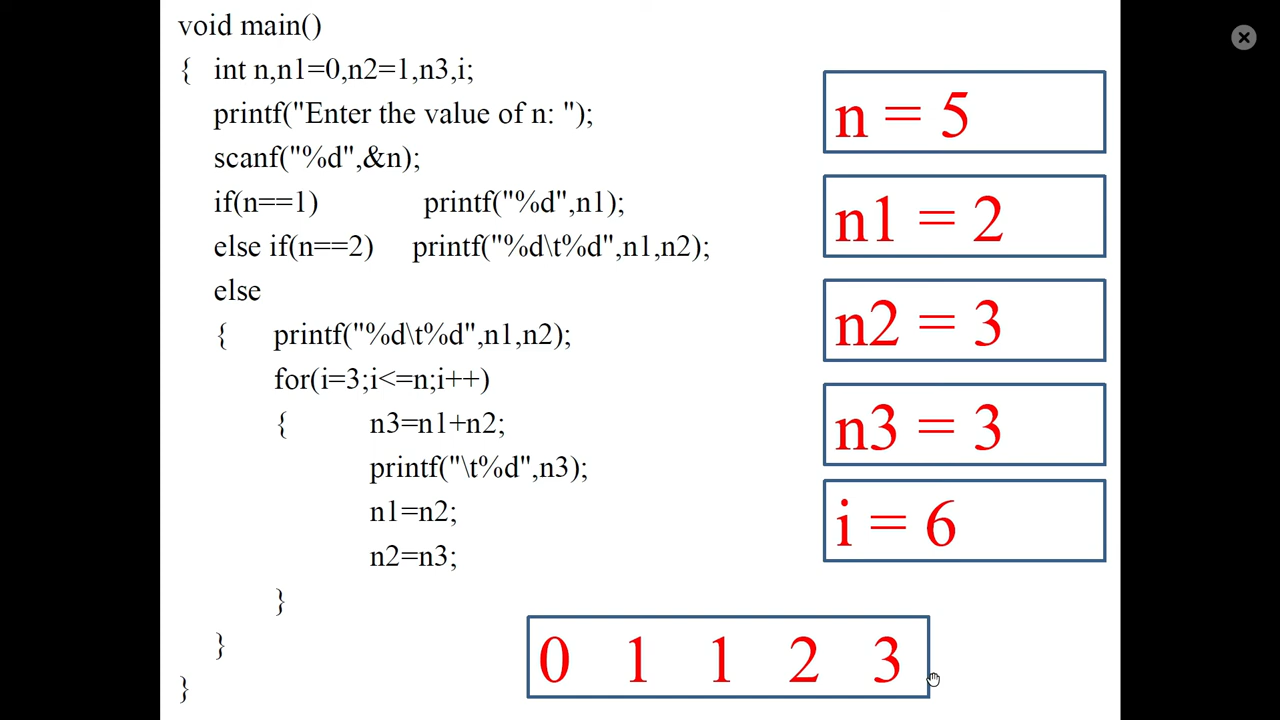 void main()
{ int n,n1=0,n2=1,n3,i;
printf("Enter the value of n: ");
scanf("%d",&n);
if(n==1) printf("%d",n1);
else if(n==2) printf("%d\t%d",n1,n2);
else
{ printf("%d\t%d",n1,n2);
for(i=3;i<=n;i++)
{ n3=n1+n2;
printf("\t%d",n3);
n1=n2;
n2=n3;
}
}
}
n = 5
n1 = 2
n2 = 3
n3 = 3
i = 6
0 1 1 2 3